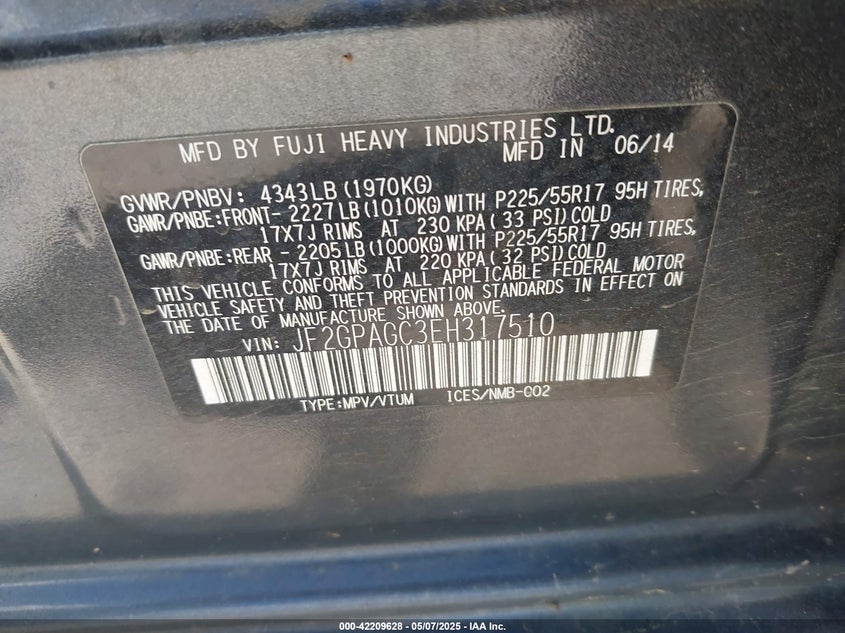 MFD BY FUJI HEAVY INDUSTRIES LTD.
MFD IN 06/14
GVWR/PNBV: 4343LB(1970KG)
GAWR/PNBE:FRONT-2227LB(1010KG)WITH P225/55R17 95H TIRES,
17X7J RIMS AT 230 KPA(33 PSI)COLD
GAWR/PNBE:REAR -2205LB(1000KG)WITH P225/55R17 95H TIRES,
17X7J RIMS AT 220 KPA(32 PSI)COLD
THIS VEHICLE CONFORMS TO ALL APPLICABLE FEDERAL MOTOR
VEHICLE SAFETY AND THEFT PREVENTION STANDARDS IN EFFECT ON
THE DATE OF MANUFACTURE SHOWN ABOVE.
VIN: JF2GPAGC3EH317510
TYPE:MPV/VTUM ICES/NMB-002
000-42209628 - 05/07/2025 - IAA Inc.